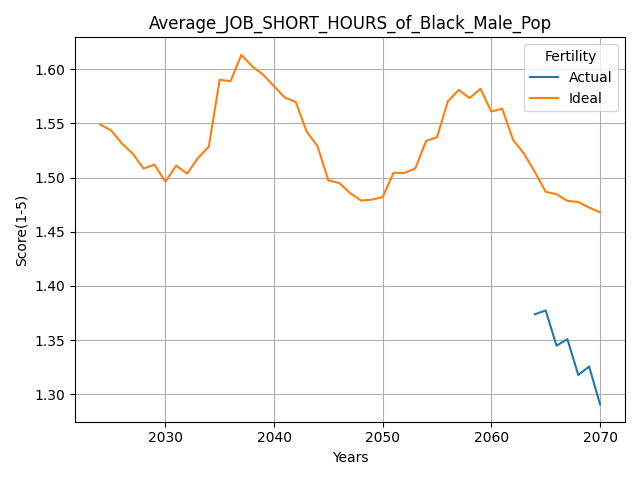 Average_JOB_SHORT_HOURS_of_Black_Male_Pop
Fertility
Actual
Ideal
Score(1-5)
1.60
1.55
1.50
1.45
1.40
1.35
1.30
2030 2040 2050 2060 2070
Years